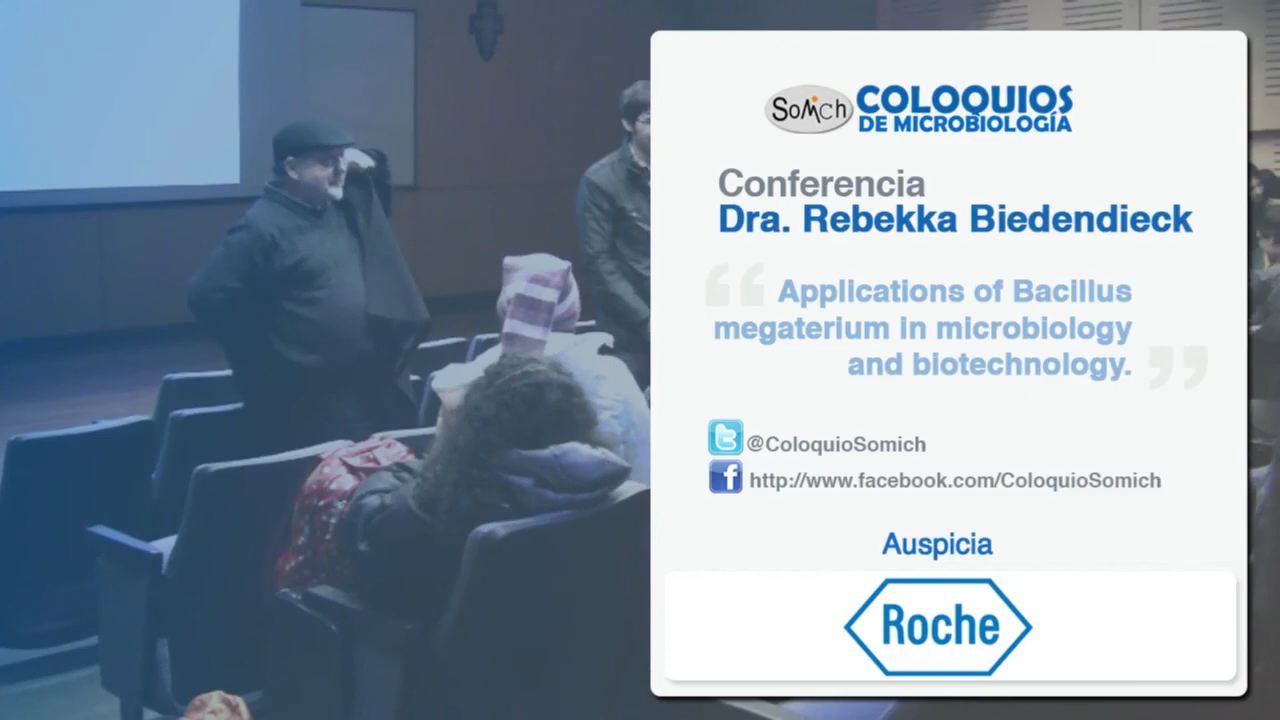 SoMich
COLOQUIOS
DE MICROBIOLOGÍA
Conferencia
Dra. Rebekka Biedendieck
“ Applications of Bacillus
megaterium in microbiology
and biotechnology. ”
@ColoquioSomich
http://www.facebook.com/ColoquioSomich
Auspicia
Roche